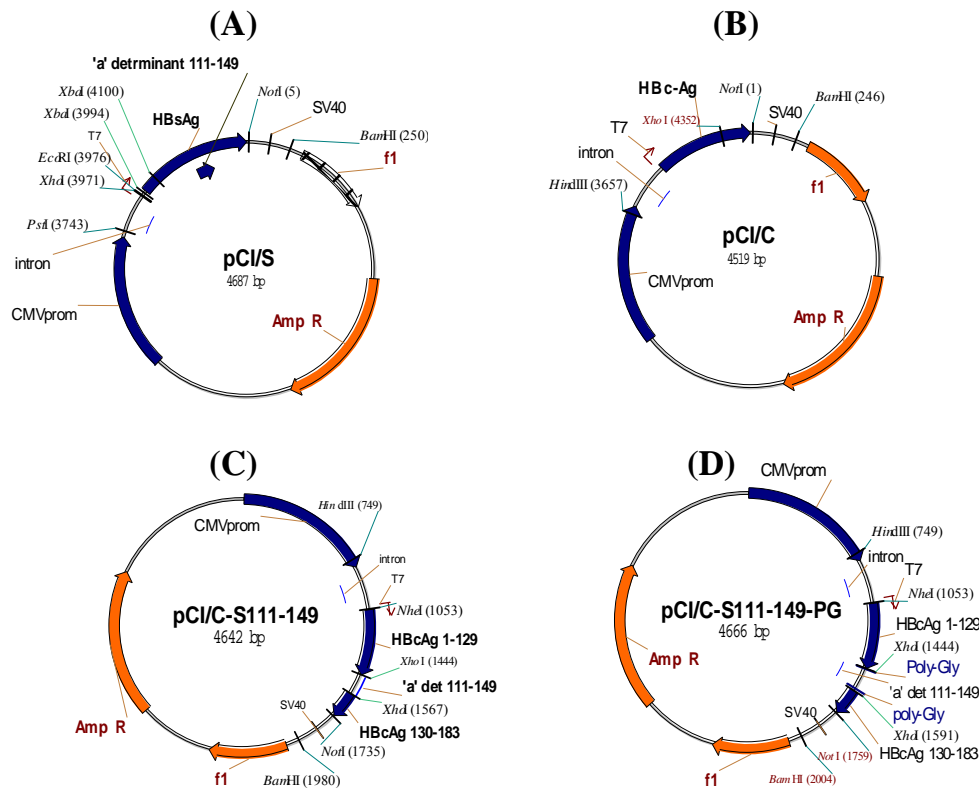 (A)
'a' detrminant 111-149
XbaI (4100)
NotI (5)
XbaI (3994)
HBsAg
SV40
T7
BamHI (250)
EcoRI (3976)
f1
XhoI (3971)
PstI (3743)
intron
pCI/S
4687 bp
CMVprom
Amp R
(B)
HBc-Ag
NotI (1)
XhoI (4352)
SV40
BamHI (246)
T7
intron
f1
HindIII (3657)
pCI/C
4519 bp
CMVprom
Amp R
(C)
HindIII (749)
CMVprom
intron
T7
NheI (1053)
pCI/C-S111-149
4642 bp
HBcAg 1-129
XhoI (1444)
'a' det 111-149
SV40
XhoI (1567)
Amp R
HBcAg 130-183
NotI (1735)
f1
BamHI (1980)
(D)
CMVprom
HindIII (749)
intron
T7
NheI (1053)
pCI/C-S111-149-PG
4666 bp
HBcAg 1-129
XhoI (1444)
Amp R
Poly-Gly
'a' det 111-149
poly-Gly
SV40
XhoI (1591)
NotI (1759)
HBcAg 130-183
f1
BamHI (2004)